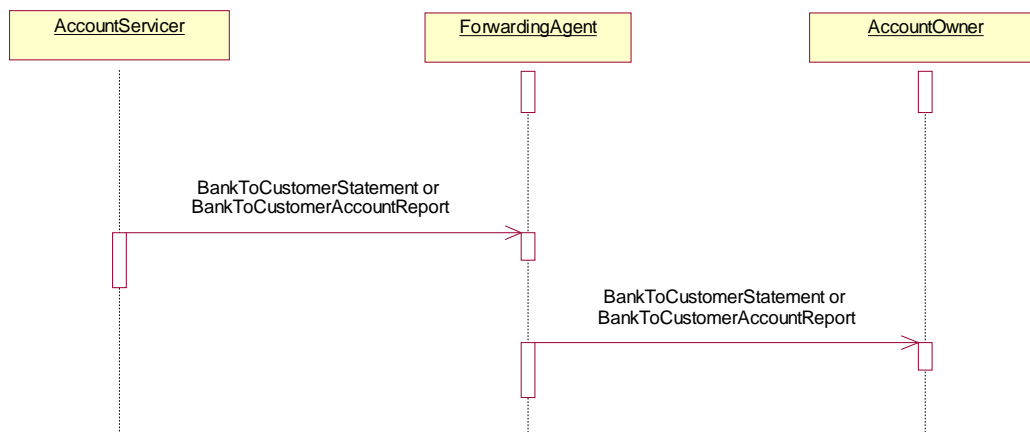 AccountServicer
ForwardingAgent
AccountOwner
BankToCustomerStatement or
BankToCustomerAccountReport
BankToCustomerStatement or
BankToCustomerAccountReport